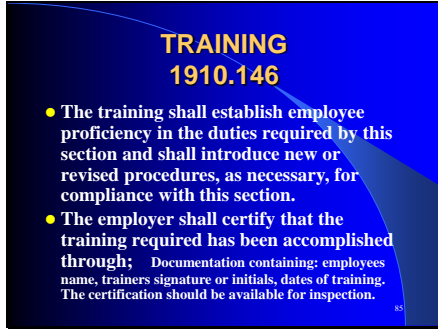 TRAINING
1910.146
● The training shall establish employee
proficiency in the duties required by this
section and shall introduce new or
revised procedures, as necessary, for
compliance with this section.
● The employer shall certify that the
training required has been accomplished
through; Documentation containing: employees
name, trainers signature or initials, dates of training.
The certification should be available for inspection.
85